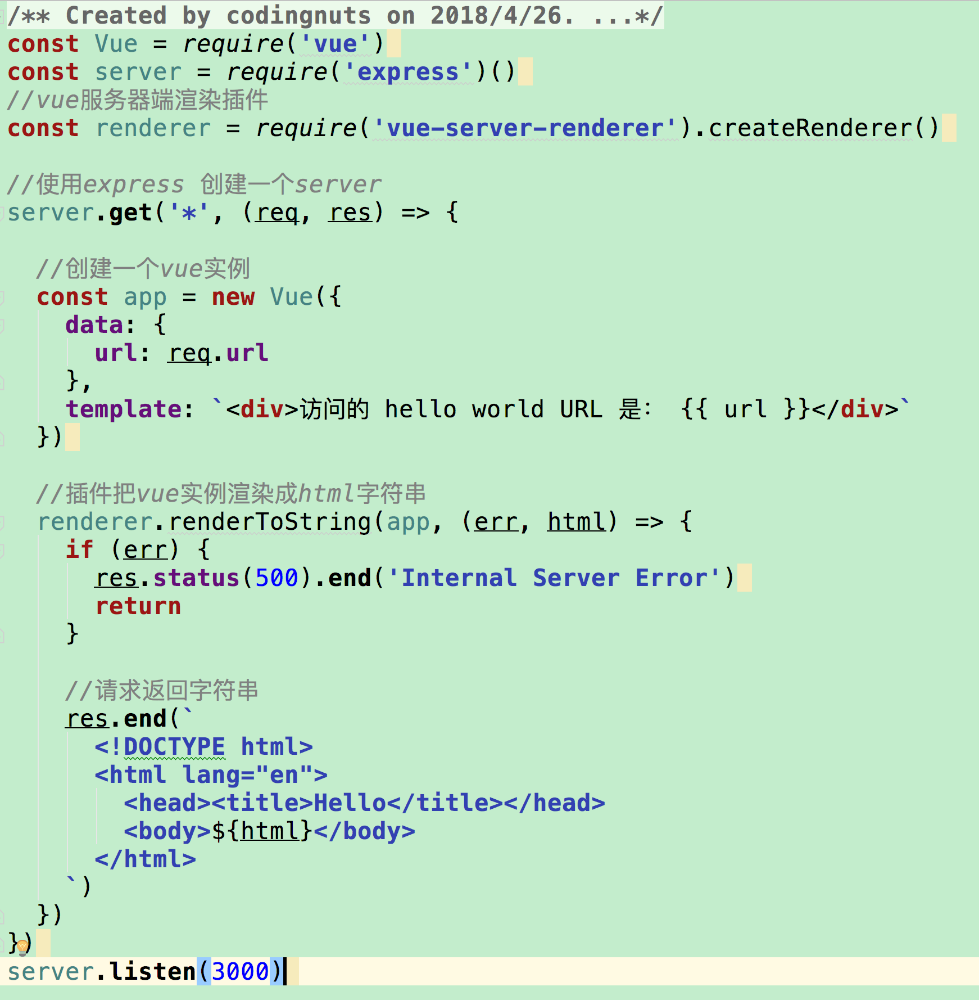 /** Created by codingnuts on 2018/4/26. ...*/
const Vue = require('vue')
const server = require('express')()
//vue服务器端渲染插件
const renderer = require('vue-server-renderer').createRenderer()
//使用express 创建一个server
server.get('*', (req, res) => {
  //创建一个vue实例
  const app = new Vue({
    data: {
      url: req.url
    },
    template: `<div>访问的 hello world URL 是： {{ url }}</div>`
  })
  //插件把vue实例渲染成html字符串
  renderer.renderToString(app, (err, html) => {
    if (err) {
      res.status(500).end('Internal Server Error')
      return
    }
    //请求返回字符串
    res.end(`
      <!DOCTYPE html>
      <html lang="en">
        <head><title>Hello</title></head>
        <body>${html}</body>
      </html>
    `)
  })
})
server.listen(3000)